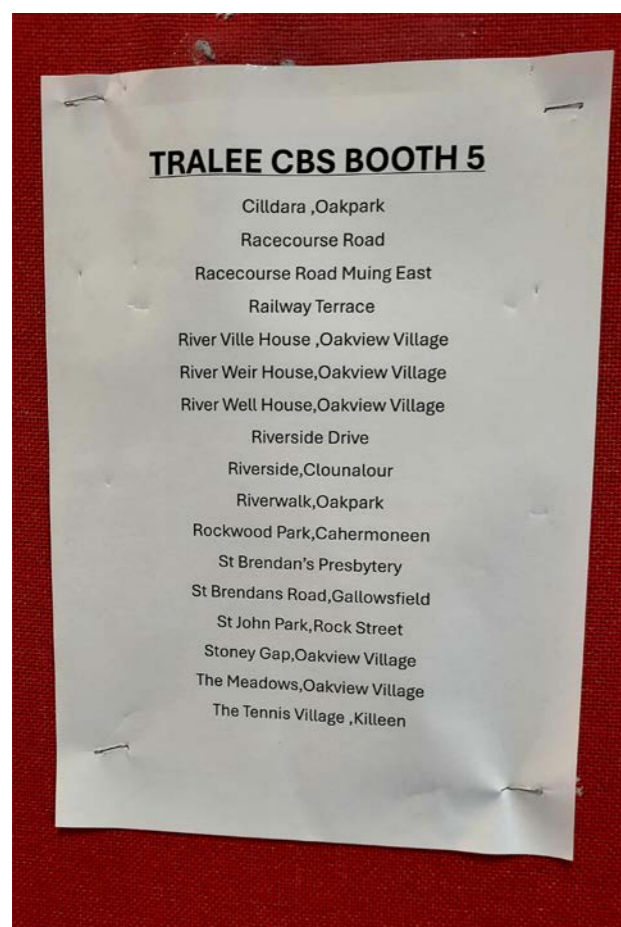 TRALEE CBS BOOTH 5
Cilldara ,Oakpark
Racecourse Road
Racecourse Road Muing East
Railway Terrace
River Ville House ,Oakview Village
River Weir House,Oakview Village
River Well House,Oakview Village
Riverside Drive
Riverside,Clounalour
Riverwalk,Oakpark
Rockwood Park,Cahermoneen
St Brendan’s Presbytery
St Brendans Road,Gallowsfield
St John Park,Rock Street
Stoney Gap,Oakview Village
The Meadows,Oakview Village
The Tennis Village ,Killeen